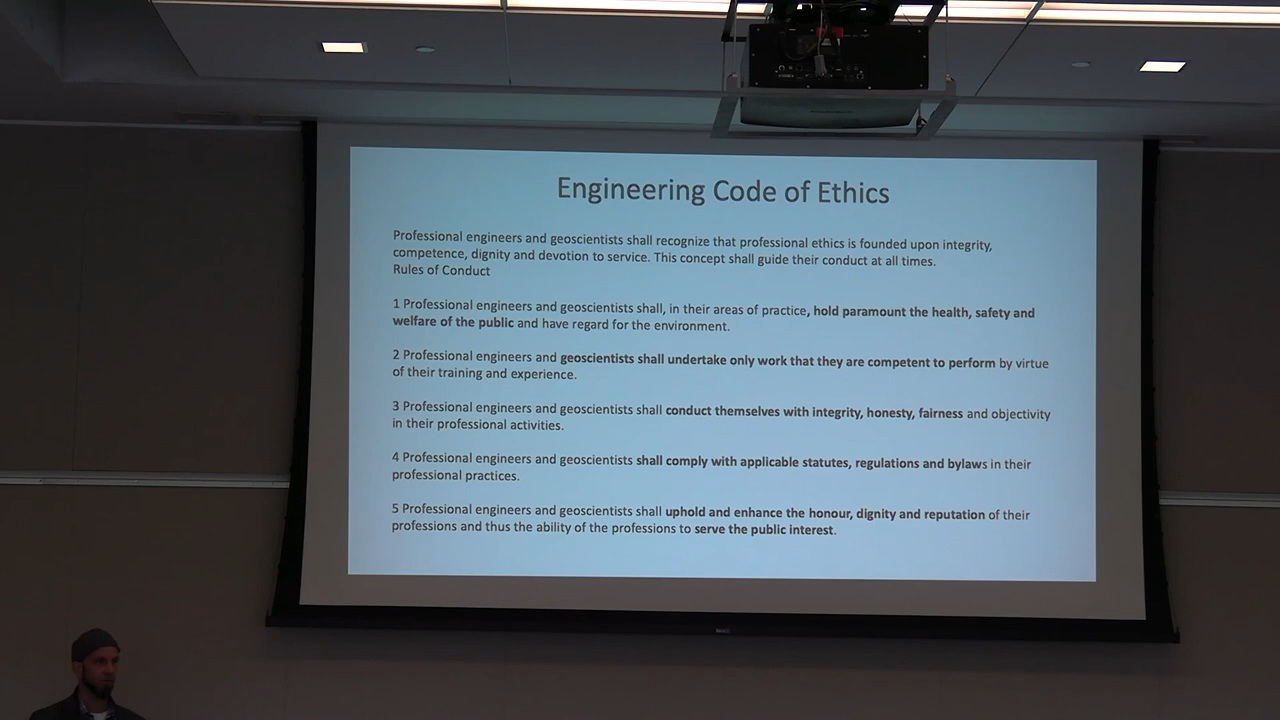 Engineering Code of Ethics
Professional engineers and geoscientists shall recognize that professional ethics is founded upon integrity,
competence, dignity and devotion to service. This concept shall guide their conduct at all times.
Rules of Conduct
1 Professional engineers and geoscientists shall, in their areas of practice, hold paramount the health, safety and
welfare of the public and have regard for the environment.
2 Professional engineers and geoscientists shall undertake only work that they are competent to perform by virtue
of their training and experience.
3 Professional engineers and geoscientists shall conduct themselves with integrity, honesty, fairness and objectivity
in their professional activities.
4 Professional engineers and geoscientists shall comply with applicable statutes, regulations and bylaws in their
professional practices.
5 Professional engineers and geoscientists shall uphold and enhance the honour, dignity and reputation of their
professions and thus the ability of the professions to serve the public interest.